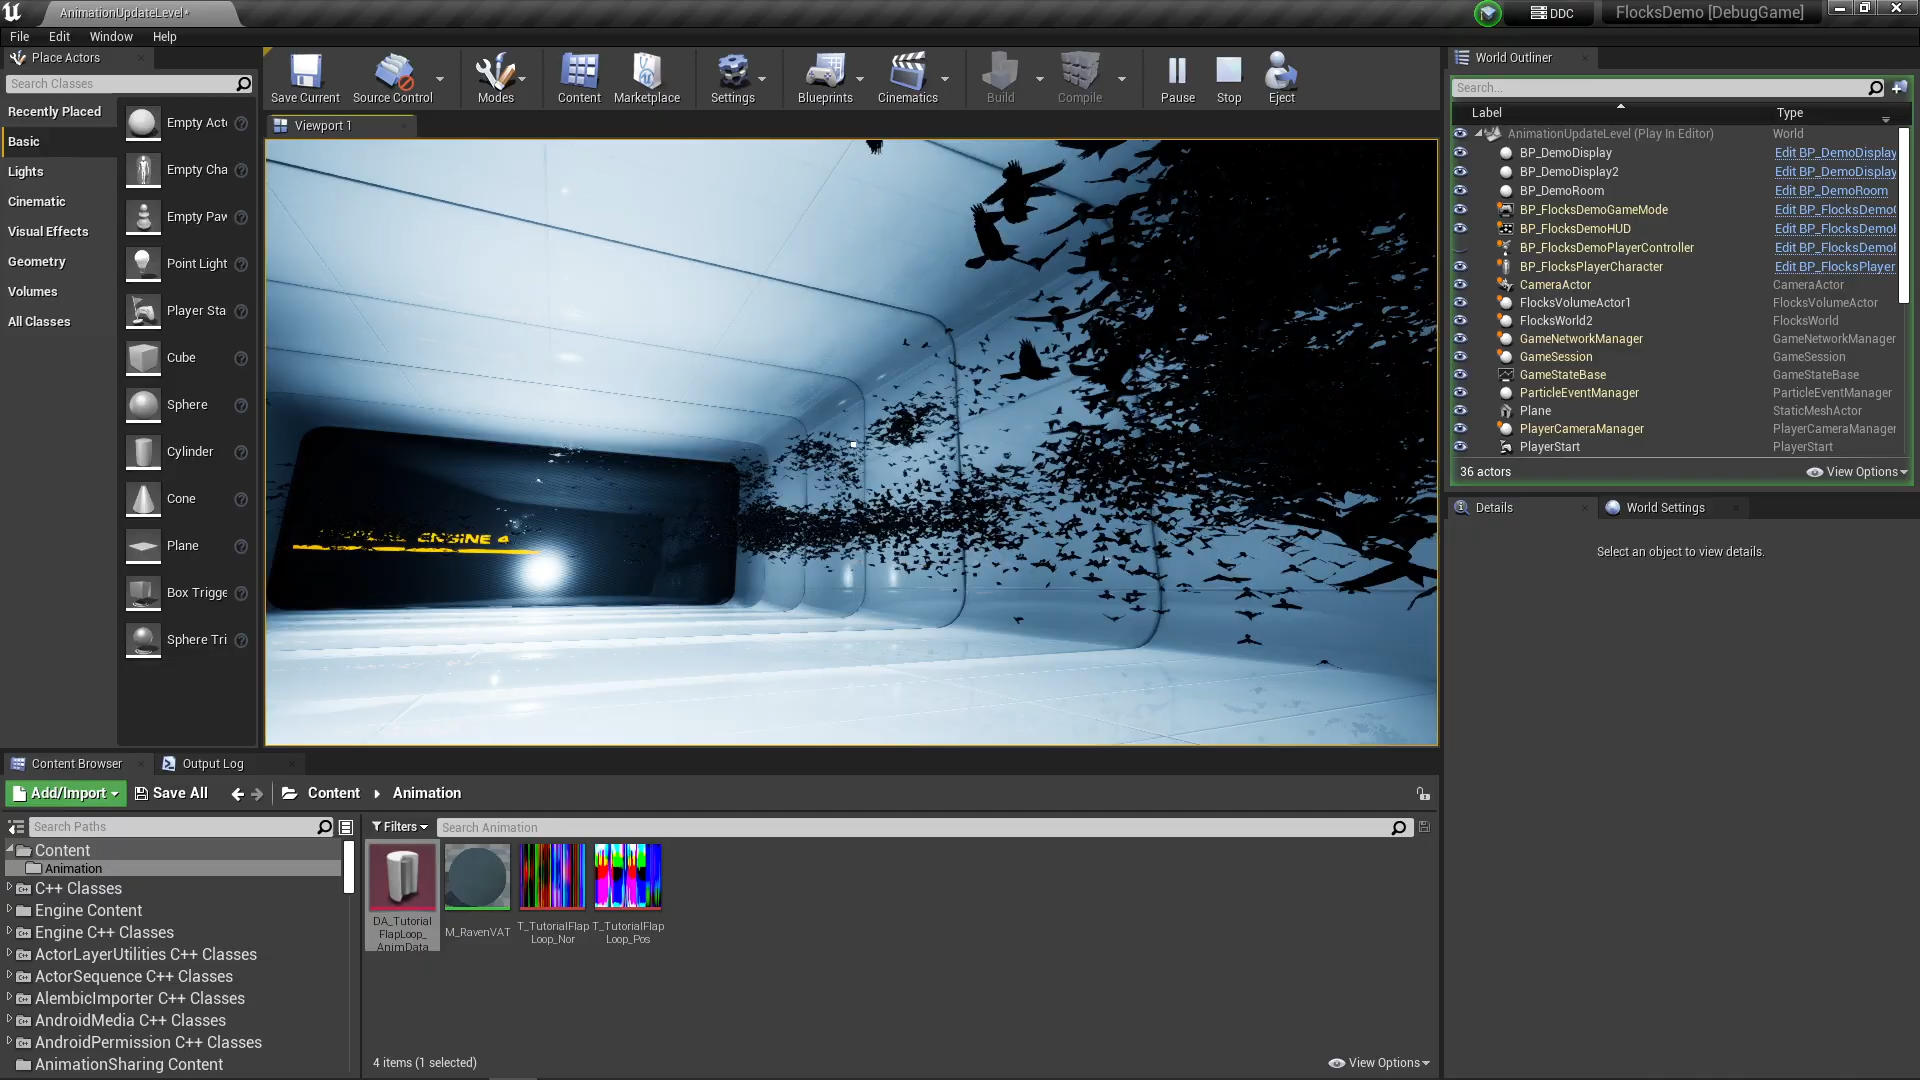 AnimationUpdateLevel*
DDC
FlocksDemo [DebugGame]
File
Edit
Window
Help
Place Actors
Search Classes
Recently Placed
Basic
Lights
Cinematic
Visual Effects
Geometry
Volumes
All Classes
Empty Act
Empty Cha
Empty Paw
Point Light
Player Sta
Cube
Sphere
Cylinder
Cone
Plane
Box Trigge
Sphere Tri
Save Current
Source Control
Modes
Content
Marketplace
Settings
Blueprints
Cinematics
Build
Compile
Pause
Stop
Eject
Viewport 1
ENGINE 4
World Outliner
Search...
Label
Type
AnimationUpdateLevel (Play In Editor)
World
BP_DemoDisplay
Edit BP_DemoDisplay
BP_DemoDisplay2
Edit BP_DemoDisplay
BP_DemoRoom
Edit BP_DemoRoom
BP_FlocksDemoGameMode
Edit BP_FlocksDemo
BP_FlocksDemoHUD
Edit BP_FlocksDemo
BP_FlocksDemoPlayerController
Edit BP_FlocksDemo
BP_FlocksPlayerCharacter
Edit BP_FlocksPlayer
CameraActor
CameraActor
FlocksVolumeActor1
FlocksVolumeActor
FlocksWorld2
FlocksWorld
GameNetworkManager
GameNetworkManager
GameSession
GameSession
GameStateBase
GameStateBase
ParticleEventManager
ParticleEventManager
Plane
StaticMeshActor
PlayerCameraManager
PlayerCameraManager
PlayerStart
PlayerStart
36 actors
View Options
Details
World Settings
Select an object to view details.
Content Browser
Output Log
Add/Import
Save All
Content
Animation
Search Paths
Content
Animation
C++ Classes
Engine Content
Engine C++ Classes
ActorLayerUtilities C++ Classes
ActorSequence C++ Classes
AlembicImporter C++ Classes
AndroidMedia C++ Classes
AndroidPermission C++ Classes
AnimationSharing Content
Filters
Search Animation
DA_Tutorial
FlapLoop_
AnimData
M_RavenVAT
T_TutorialFlap
Loop_Nor
T_TutorialFlap
Loop_Pos
4 items (1 selected)
View Options